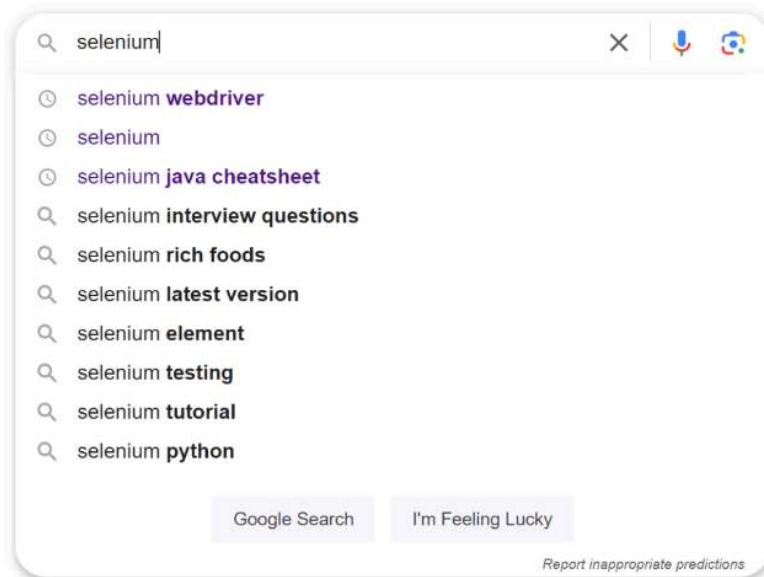 selenium
selenium webdriver
selenium
selenium java cheatsheet
selenium interview questions
selenium rich foods
selenium latest version
selenium element
selenium testing
selenium tutorial
selenium python
Google Search I'm Feeling Lucky
Report inappropriate predictions